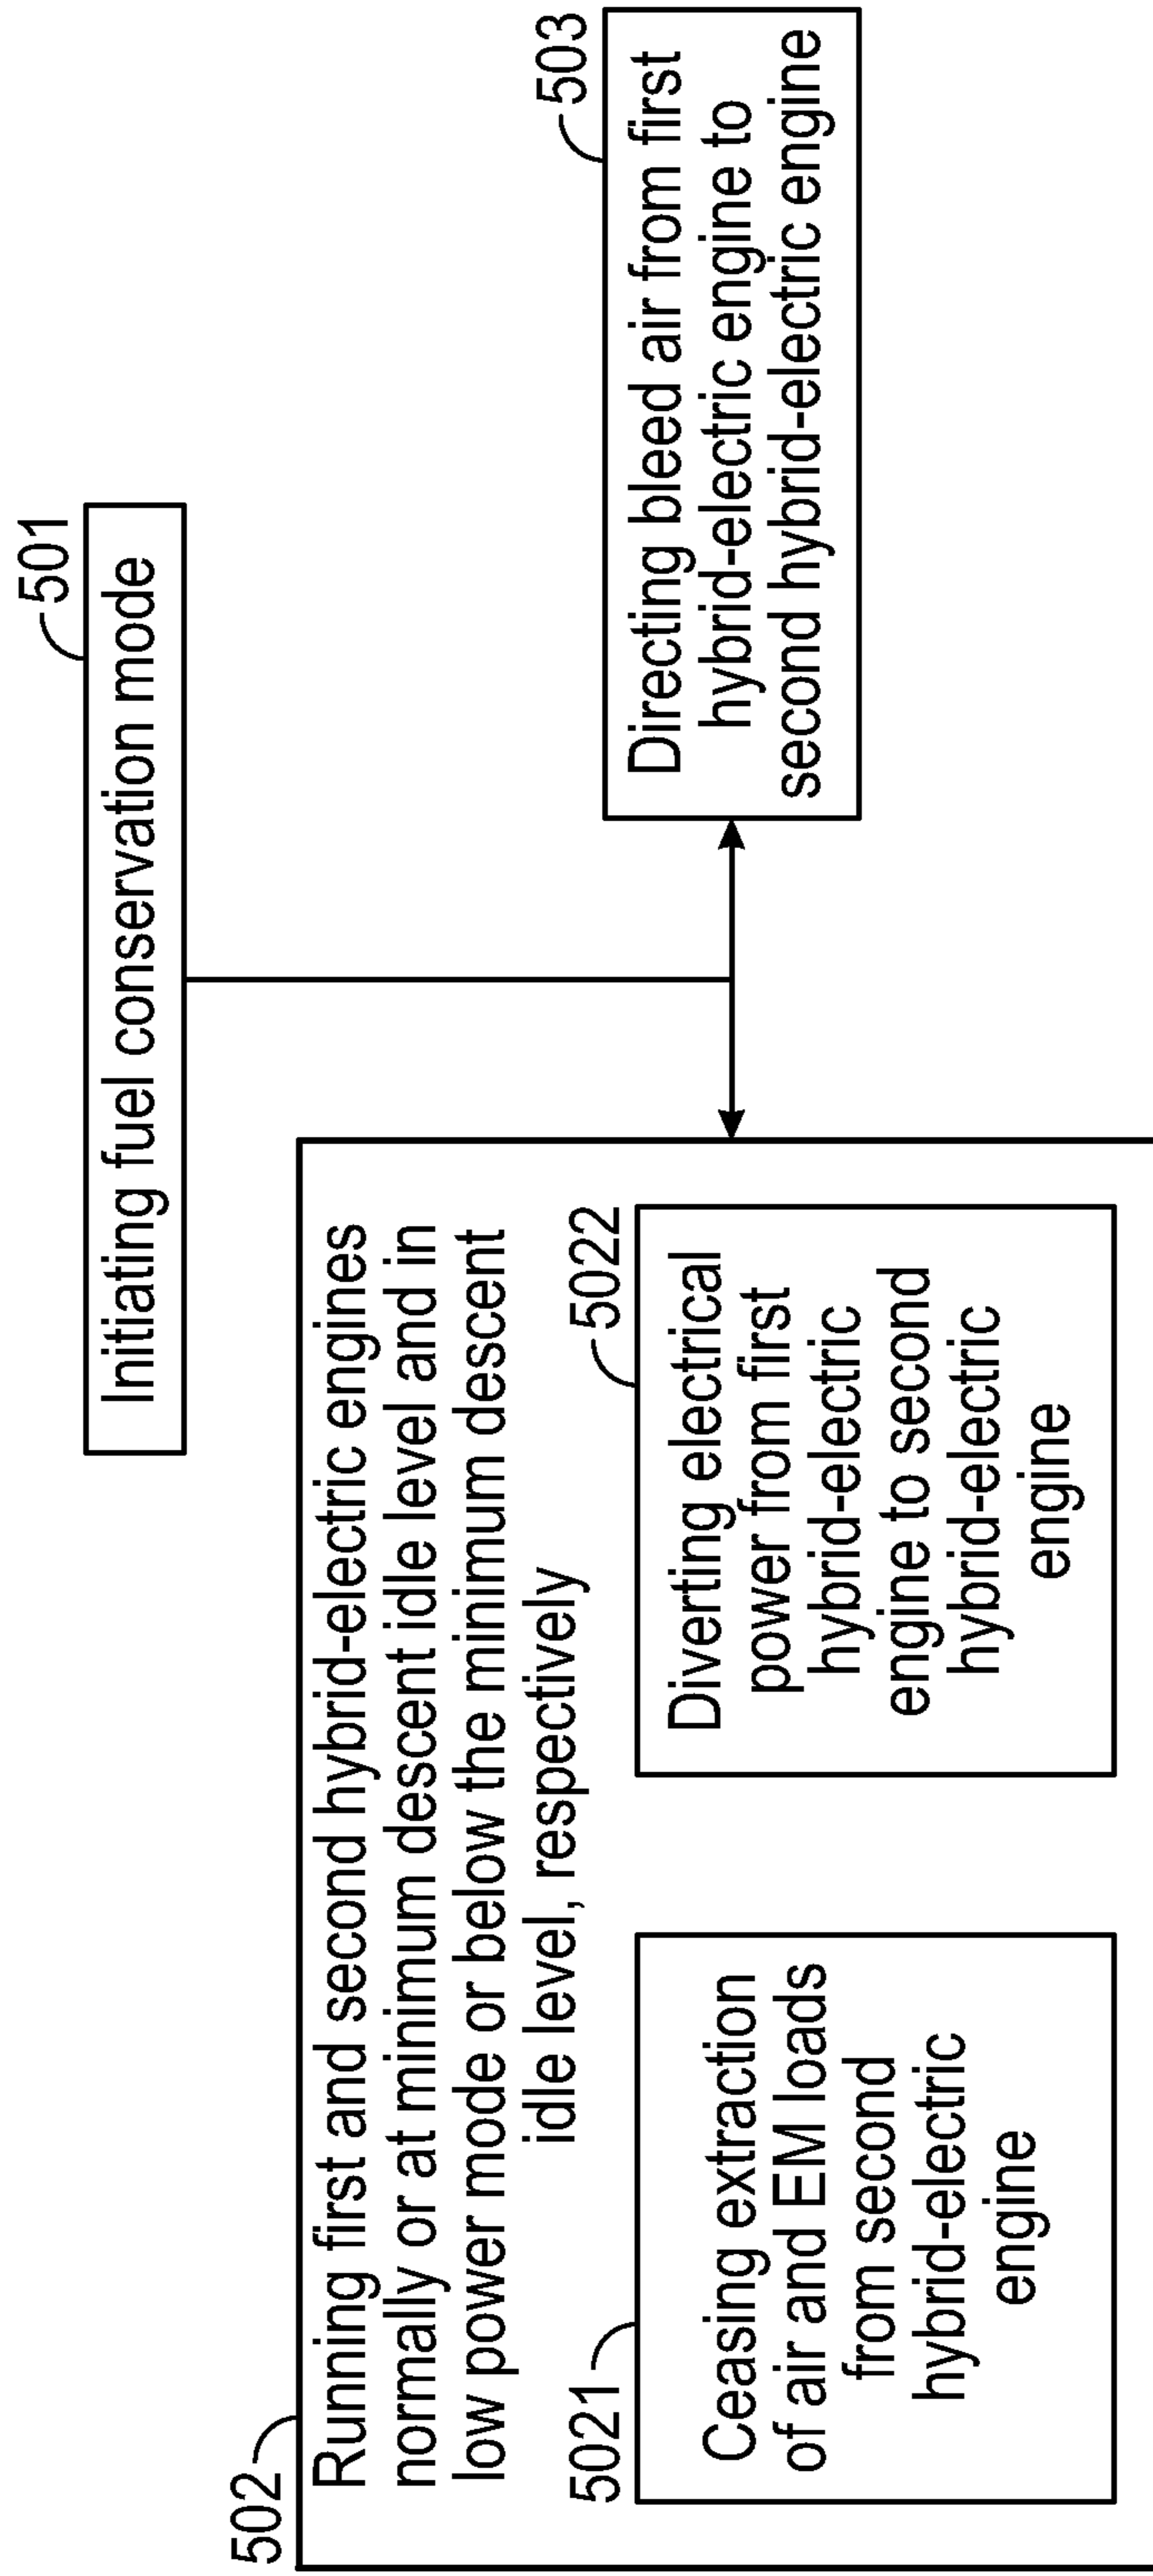 501
Initiating fuel conservation mode
502
Running first and second hybrid-electric engines
normally or at minimum descent idle level and in
low power mode or below the minimum descent
idle level, respectively
5021
Ceasing extraction
of air and EM loads
from second
hybrid-electric
engine
5022
Diverting electrical
power from first
hybrid-electric
engine to second
hybrid-electric
engine
503
Directing bleed air from first
hybrid-electric engine to
second hybrid-electric engine